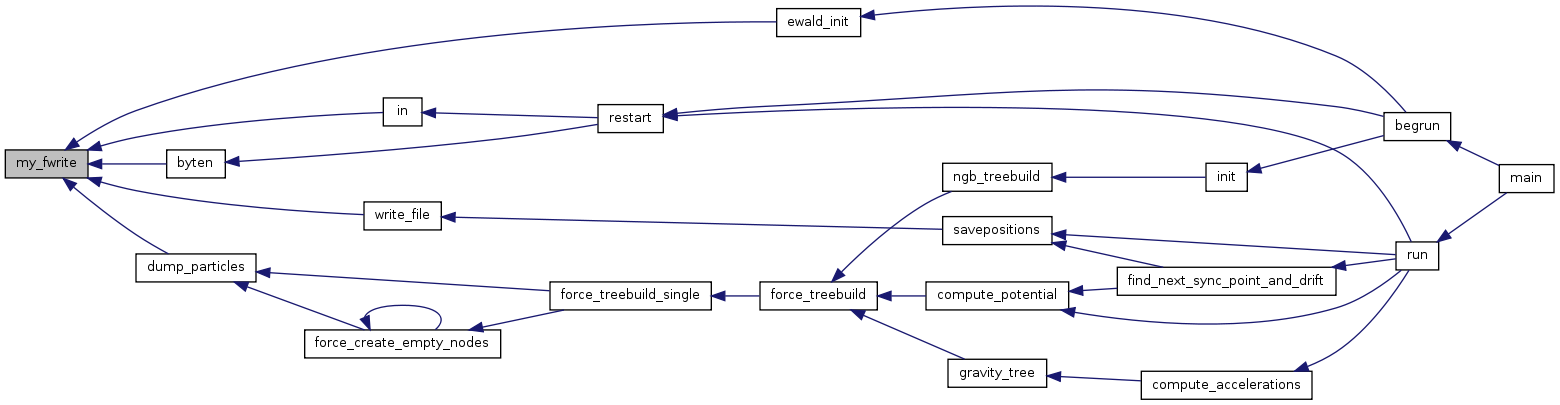 ewald_init
in
restart
begrun
my_fwrite
byten
ngb_treebuild
init
main
write_file
savepositions
dump_particles
run
find_next_sync_point_and_drift
force_treebuild_single
force_treebuild
compute_potential
force_create_empty_nodes
gravity_tree
compute_accelerations